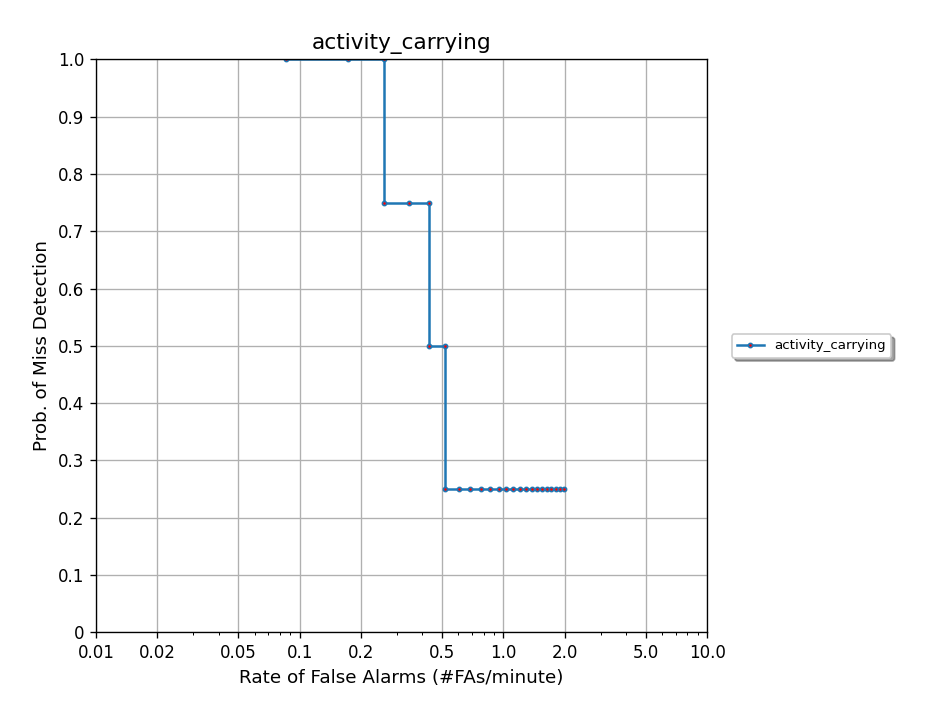 activity_carrying
1.0
0.9
0.8
0.7
0.6
0.5
0.4
0.3
0.2
0.1
0
Prob. of Miss Detection
0.01 0.02 0.05 0.1 0.2 0.5 1.0 2.0 5.0 10.0
Rate of False Alarms (#FAs/minute)
activity_carrying